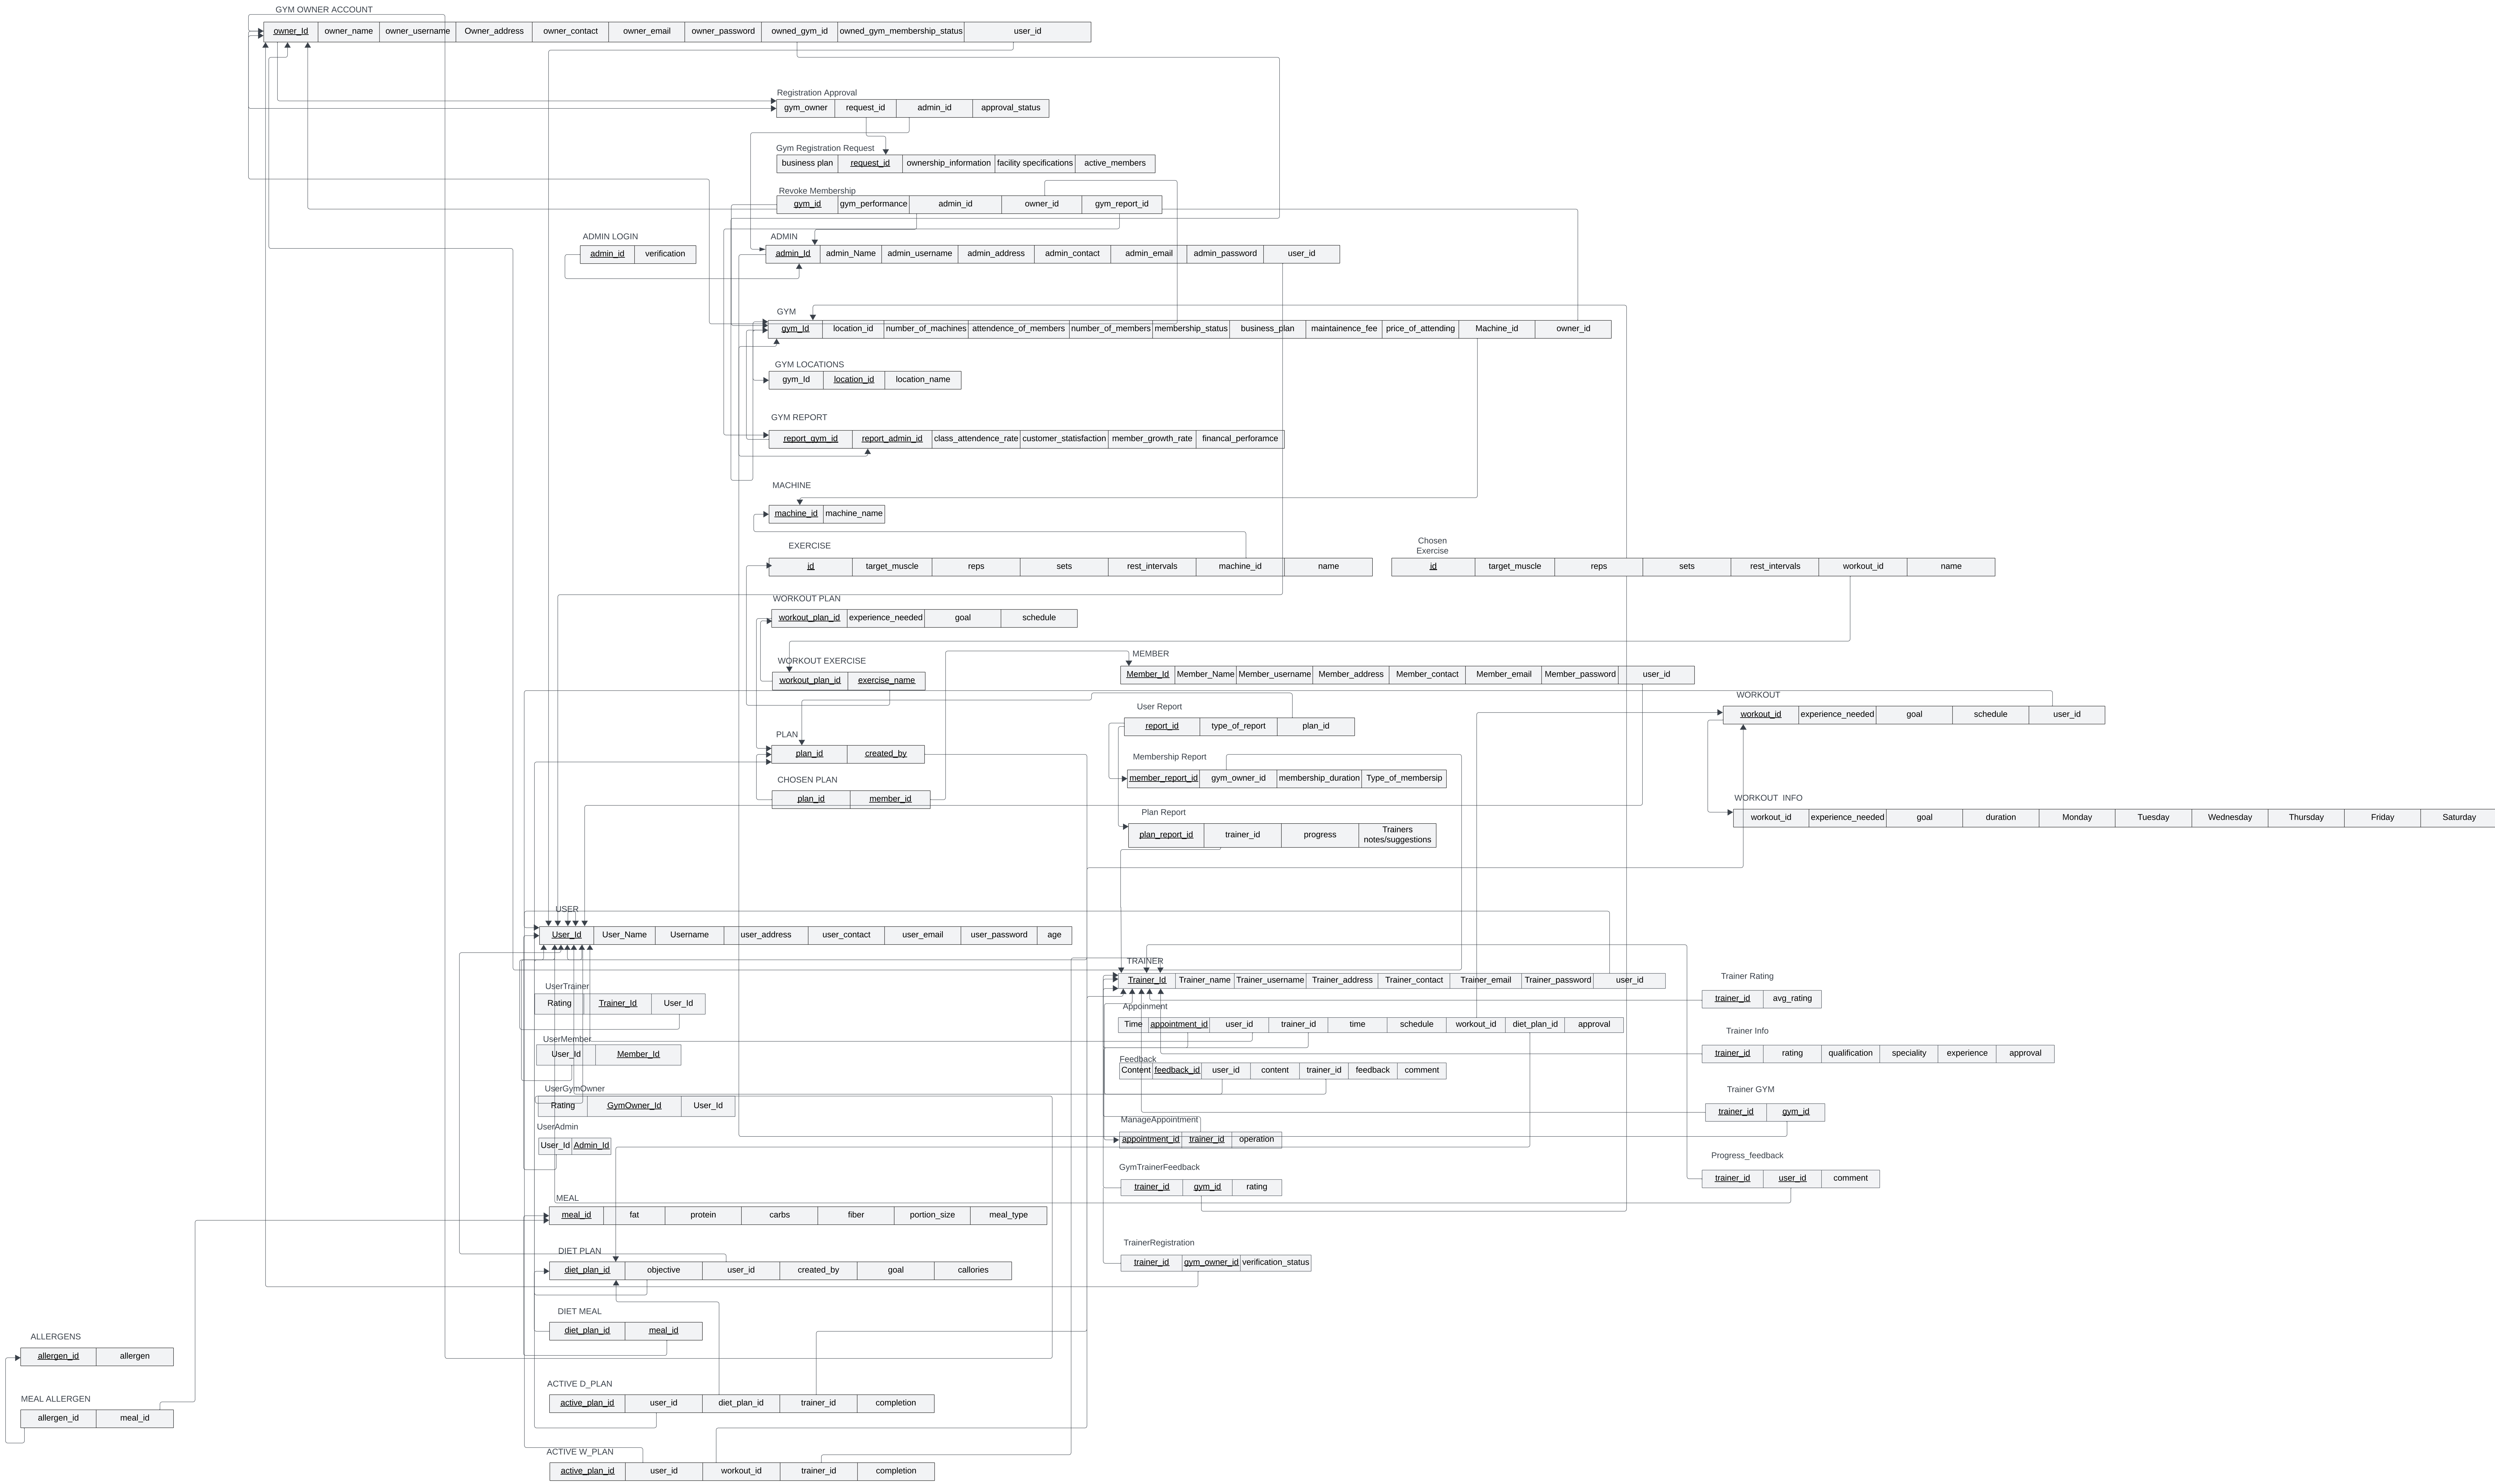 GYM OWNER ACCOUNT
owner_Id owner_name owner_username Owner_address owner_contact owner_email owner_password owned_gym_id owned_gym_membership_status user_id
Registration Approval
gym_owner request_id admin_id approval_status
Gym Registration Request
business plan request_id ownership_information facility specifications active_members
Revoke Membership
gym_id gym_performance admin_id owner_id gym_report_id
ADMIN LOGIN
admin_id verification
ADMIN
admin_Id admin_Name admin_username admin_address admin_contact admin_email admin_password user_id
GYM
gym_Id location_id number_of_machines attendence_of_members number_of_members membership_status business_plan maintainence_fee price_of_attending Machine_id owner_id
GYM LOCATIONS
gym_Id location_id location_name
GYM REPORT
report_gym_id report_admin_id class_attendence_rate customer_statisfaction member_growth_rate financal_perforamce
MACHINE
machine_id machine_name
EXERCISE
id target_muscle reps sets rest_intervals machine_id name
Chosen
Exercise
id target_muscle reps sets rest_intervals workout_id name
WORKOUT PLAN
workout_plan_id experience_needed goal schedule
WORKOUT EXERCISE
workout_plan_id exercise_name
MEMBER
Member_Id Member_Name Member_username Member_address Member_contact Member_email Member_password user_id
WORKOUT
workout_id experience_needed goal schedule user_id
User Report
report_id type_of_report plan_id
PLAN
plan_id created_by
Membership Report
member_report_id gym_owner_id membership_duration Type_of_membersip
CHOSEN PLAN
plan_id member_id
WORKOUT INFO
workout_id experience_needed goal duration Monday Tuesday Wednesday Thursday Friday Saturday
Plan Report
plan_report_id trainer_id progress Trainers
notes/suggestions
USER
User_Id User_Name Username user_address user_contact user_email user_password age
TRAINER
Trainer_Id Trainer_name Trainer_username Trainer_address Trainer_contact Trainer_email Trainer_password user_id
Trainer Rating
trainer_id avg_rating
UserTrainer
Rating Trainer_Id User_Id
Appoinment
Time appointment_id user_id trainer_id time schedule workout_id diet_plan_id approval
Trainer Info
trainer_id rating qualification speciality experience approval
UserMember
User_Id Member_Id
Feedback
Content feedback_id user_id content trainer_id feedback comment
UserGymOwner
Rating GymOwner_Id User_Id
Trainer GYM
trainer_id gym_id
UserAdmin
User_Id Admin_Id
ManageAppointment
appointment_id trainer_id operation
Progress_feedback
trainer_id user_id comment
GymTrainerFeedback
trainer_id gym_id rating
MEAL
meal_id fat protein carbs fiber portion_size meal_type
TrainerRegistration
trainer_id gym_owner_id verification_status
DIET PLAN
diet_plan_id objective user_id created_by goal callories
DIET MEAL
diet_plan_id meal_id
ALLERGENS
allergen_id allergen
MEAL ALLERGEN
allergen_id meal_id
ACTIVE D_PLAN
active_plan_id user_id diet_plan_id trainer_id completion
ACTIVE W_PLAN
active_plan_id user_id workout_id trainer_id completion